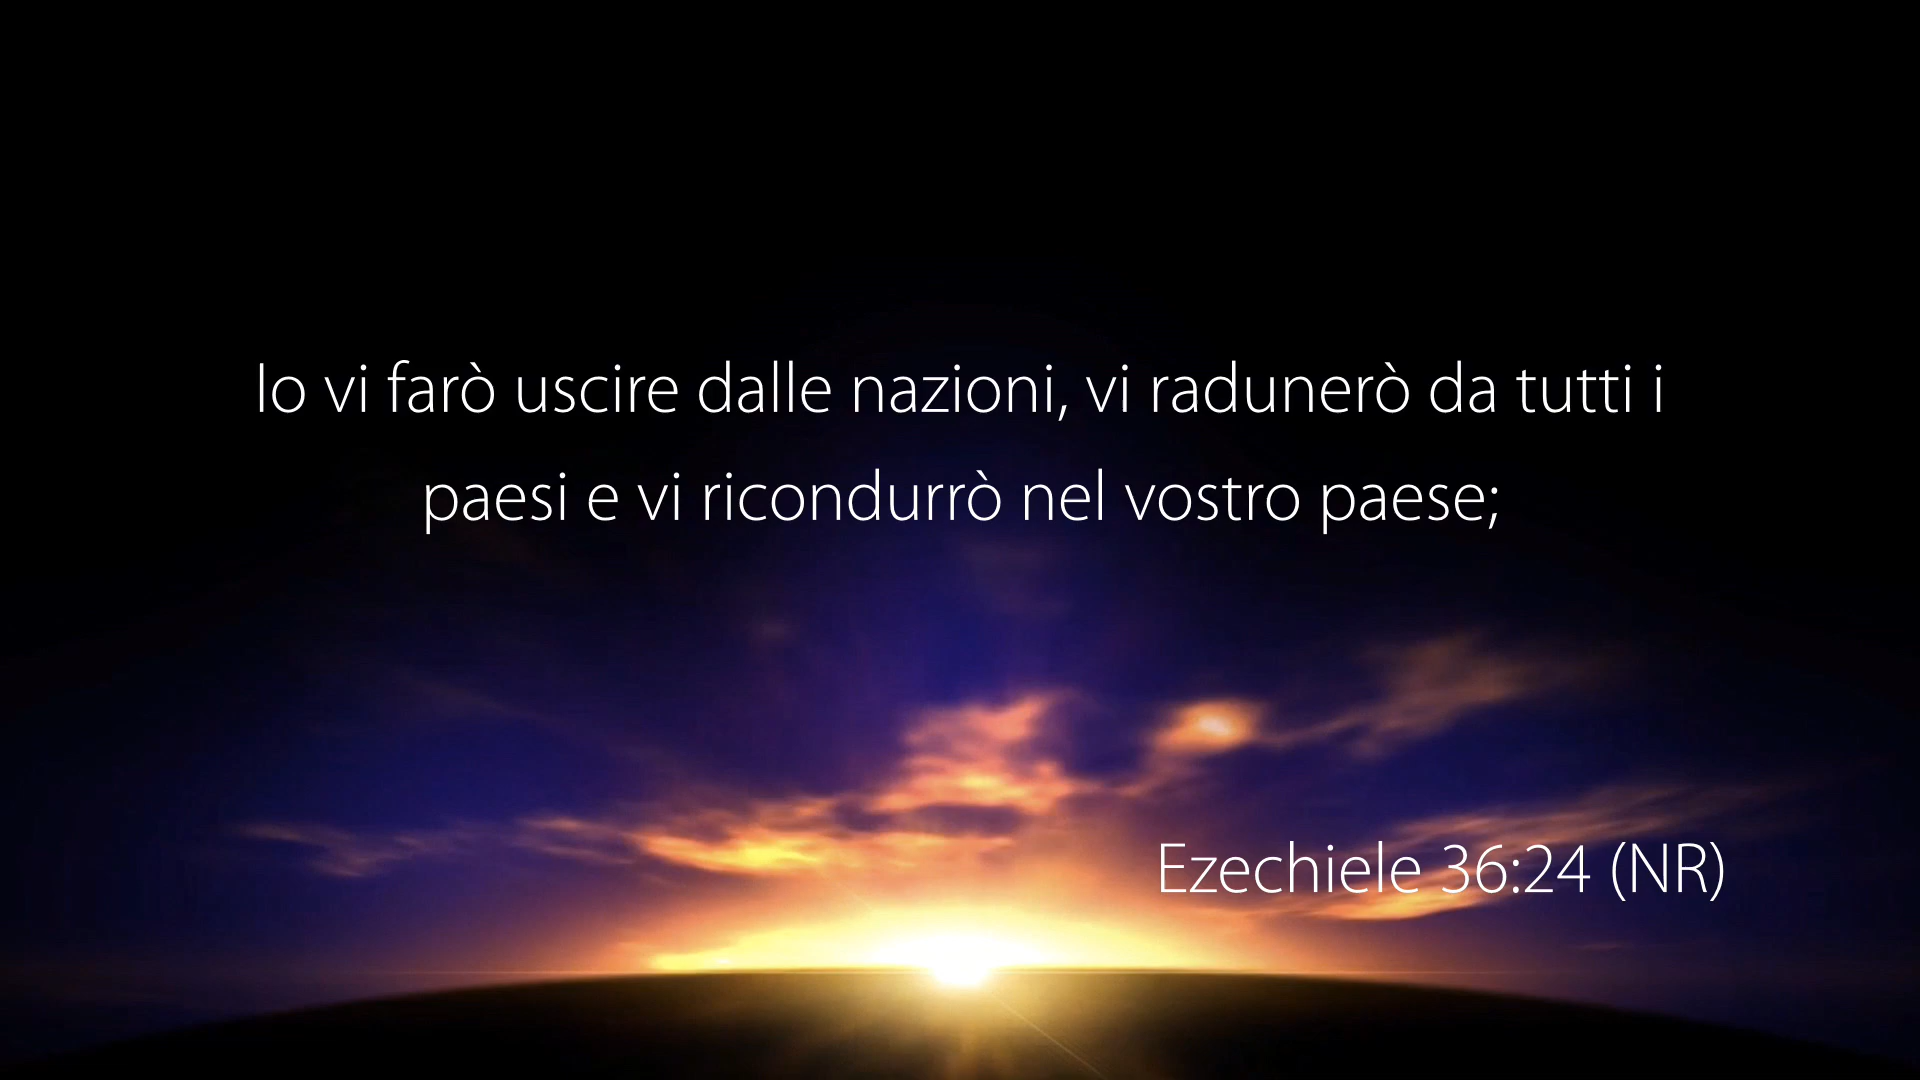 Io vi farò uscire dalle nazioni, vi radunerò da tutti i
paesi e vi ricondurrò nel vostro paese;
Ezechiele 36:24 (NR)